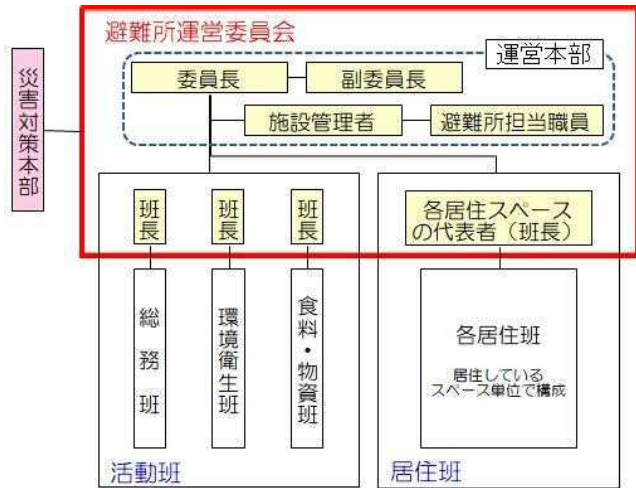 避難所運営委員会
運営本部
災害対策本部
委員長
副委員長
施設管理者
避難所担当職員
班長
班長
班長
各居住スペース
の代表者（班長）
総務班
環境衛生班
食料・物資班
各居住班
居住している
スペース単位で構成
活動班
居住班